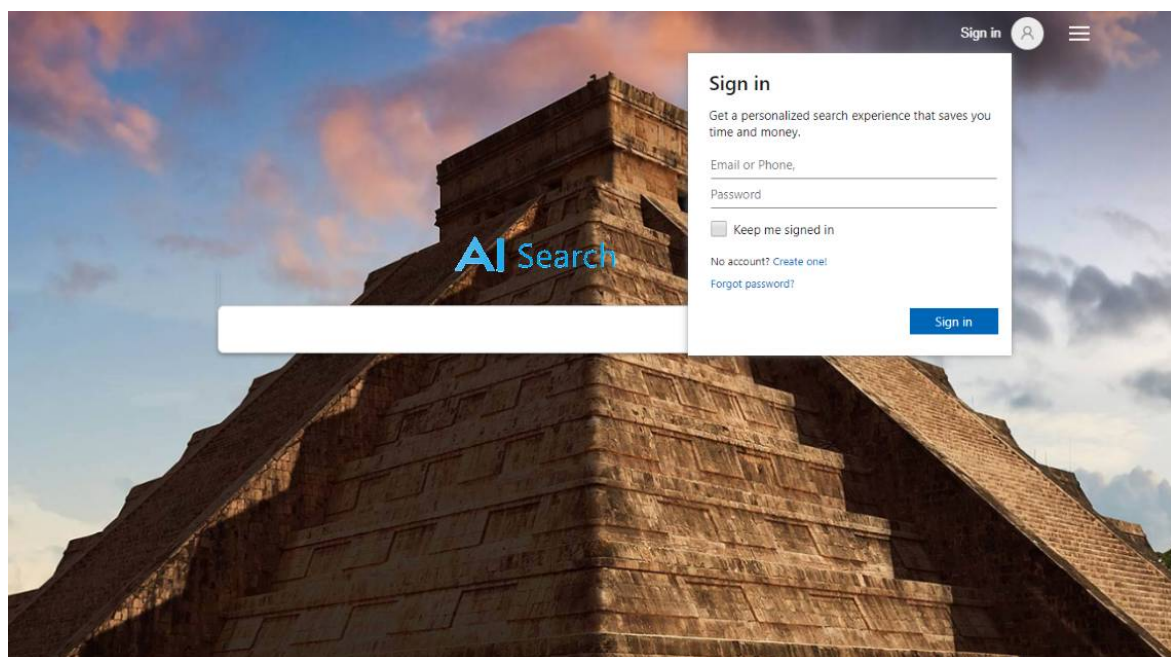 Sign in
AI Search
Sign in
Get a personalized search experience that saves you
time and money.
Email or Phone,
Password
Keep me signed in
No account? Create one!
Forgot password?
Sign in